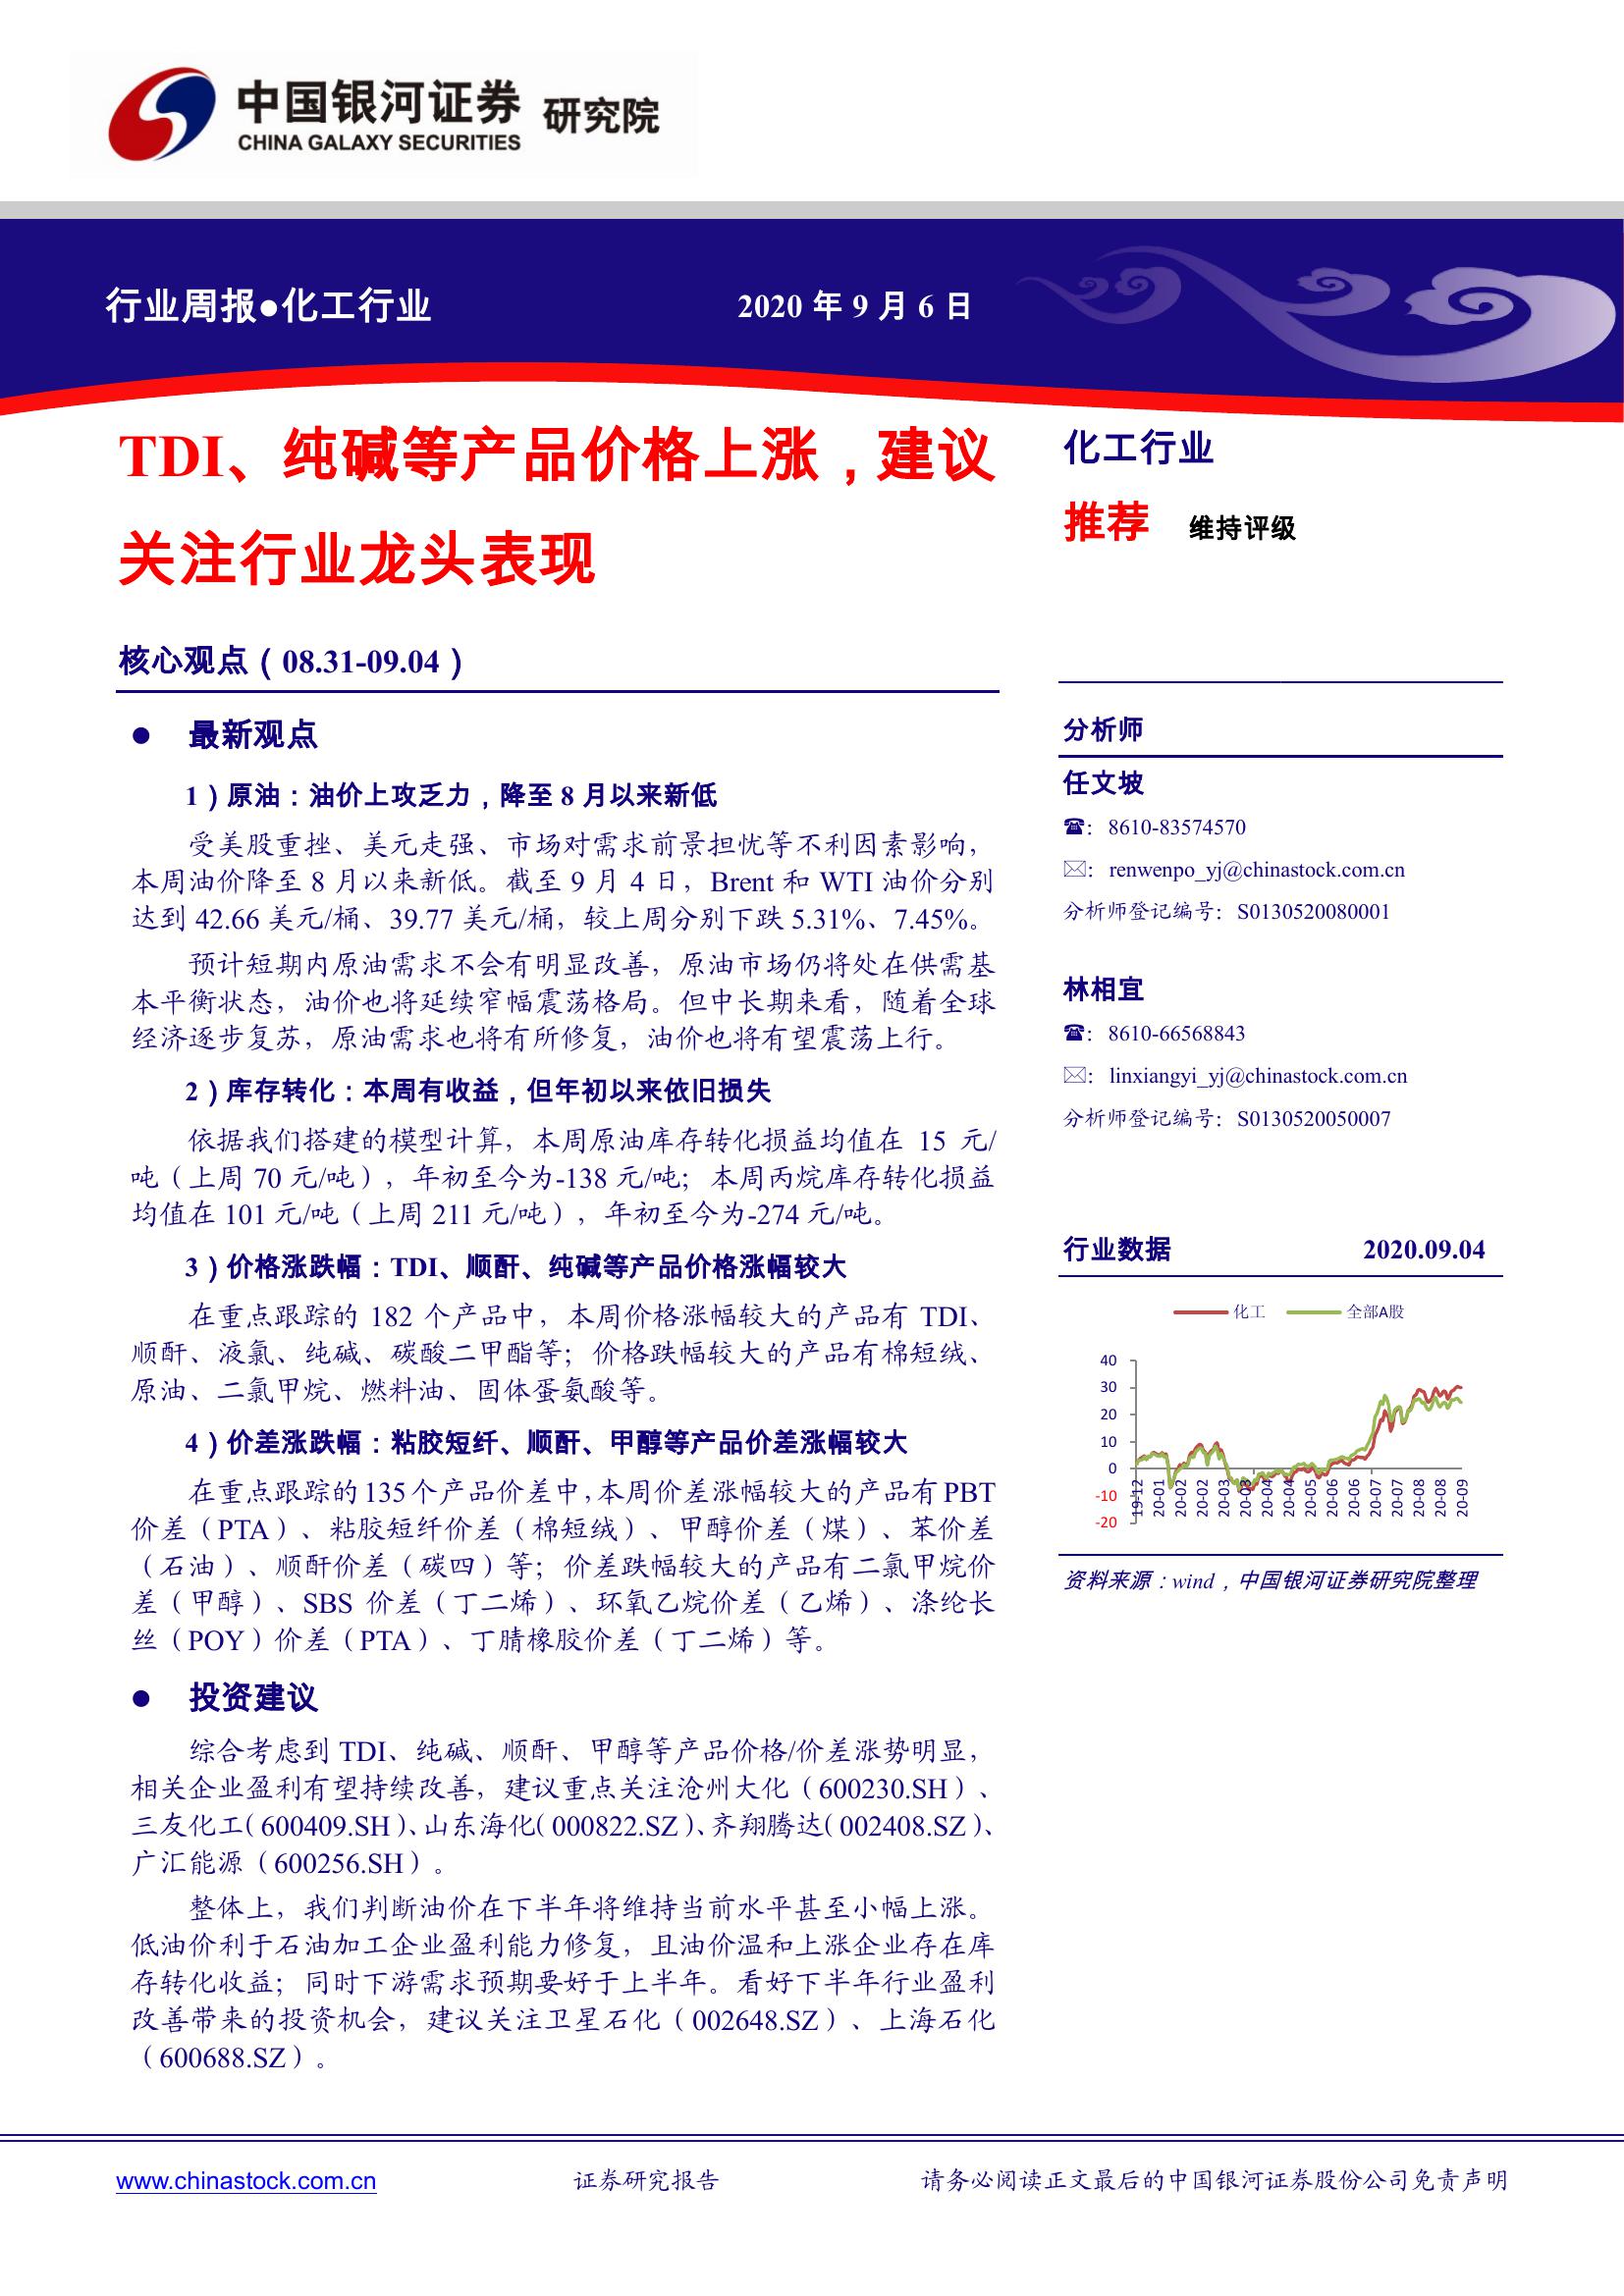 中国银河证券 研究院
CHINA GALAXY SECURITIES
行业周报●化工行业
2020 年 9 月 6 日
TDI、纯碱等产品价格上涨，建议
关注行业龙头表现
核心观点（08.31-09.04）
● 最新观点
1）原油：油价上攻乏力，降至 8 月以来新低
受美股重挫、美元走强、市场对需求前景担忧等不利因素影响，
本周油价降至 8 月以来新低。截至 9 月 4 日，Brent 和 WTI 油价分别
达到 42.66 美元/桶、39.77 美元/桶，较上周分别下跌 5.31%、7.45%。
预计短期内原油需求不会有明显改善，原油市场仍将处在供需基
本平衡状态，油价也将延续窄幅震荡格局。但中长期来看，随着全球
经济逐步复苏，原油需求也将有所修复，油价也将有望震荡上行。
2）库存转化：本周有收益，但年初以来依旧损失
依据我们搭建的模型计算，本周原油库存转化损益均值在 15 元/
吨（上周 70 元/吨），年初至今为-138 元/吨；本周丙烷库存转化损益
均值在 101 元/吨（上周 211 元/吨），年初至今为-274 元/吨。
3）价格涨跌幅：TDI、顺酐、纯碱等产品价格涨幅较大
在重点跟踪的 182 个产品中，本周价格涨幅较大的产品有 TDI、
顺酐、液氯、纯碱、碳酸二甲酯等；价格跌幅较大的产品有棉短绒、
原油、二氯甲烷、燃料油、固体蛋氨酸等。
4）价差涨跌幅：粘胶短纤、顺酐、甲醇等产品价差涨幅较大
在重点跟踪的 135 个产品价差中，本周价差涨幅较大的产品有 PBT
价差（PTA）、粘胶短纤价差（棉短绒）、甲醇价差（煤）、苯价差
（石油）、顺酐价差（碳四）等；价差跌幅较大的产品有二氯甲烷价
差（甲醇）、SBS 价差（丁二烯）、环氧乙烷价差（乙烯）、涤纶长
丝（POY）价差（PTA）、丁腈橡胶价差（丁二烯）等。
● 投资建议
综合考虑到 TDI、纯碱、顺酐、甲醇等产品价格/价差涨势明显，
相关企业盈利有望持续改善，建议重点关注沧州大化（600230.SH）、
三友化工（600409.SH）、山东海化（000822.SZ）、齐翔腾达（002408.SZ）、
广汇能源（600256.SH）。
整体上，我们判断油价在下半年将维持当前水平甚至小幅上涨。
低油价利于石油加工企业盈利能力修复，且油价温和上涨企业存在库
存转化收益；同时下游需求预期要好于上半年。看好下半年行业盈利
改善带来的投资机会，建议关注卫星石化（002648.SZ）、上海石化
（600688.SZ）。
化工行业
推荐 维持评级
分析师
任文坡
☎：8610-83574570
✉：renwenpo_yj@chinastock.com.cn
分析师登记编号：S0130520080001
林相宜
☎：8610-66568843
✉：linxiangyi_yj@chinastock.com.cn
分析师登记编号：S0130520050007
行业数据 2020.09.04
化工 全部A股
40
30
20
10
0
-10
-20
19-12
20-01
20-02
20-02
20-03
20-03
20-04
20-04
20-05
20-06
20-06
20-07
20-07
20-08
20-08
20-09
资料来源：wind，中国银河证券研究院整理
www.chinastock.com.cn
证券研究报告
请务必阅读正文最后的中国银河证券股份公司免责声明